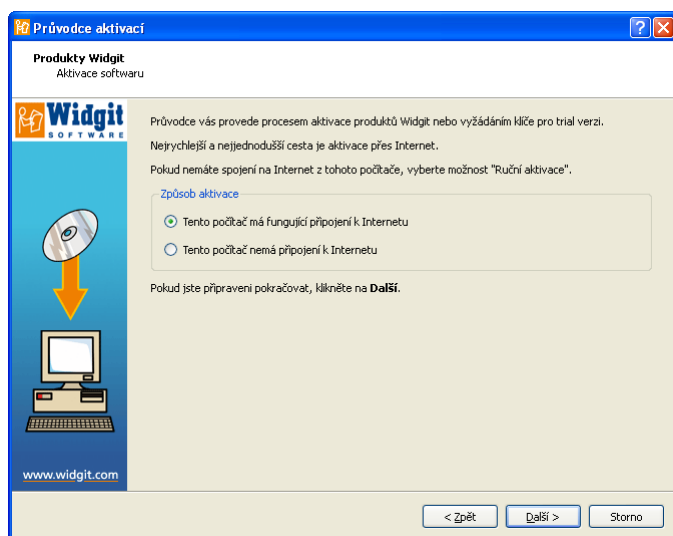 Průvodce aktivací
Produkty Widgit
Aktivace softwaru
Widgit
SOFTWARE
Průvodce vás provede procesem aktivace produktů Widgit nebo vyžádáním klíče pro trial verzi.
Nejrychlejší a nejjednodušší cesta je aktivace přes Internet.
Pokud nemáte spojení na Internet z tohoto počítače, vyberte možnost "Ruční aktivace".
Způsob aktivace
Tento počítač má fungující připojení k Internetu
Tento počítač nemá připojení k Internetu
Pokud jste připraveni pokračovat, klikněte na Další.
www.widgit.com
< Zpět Další > Storno